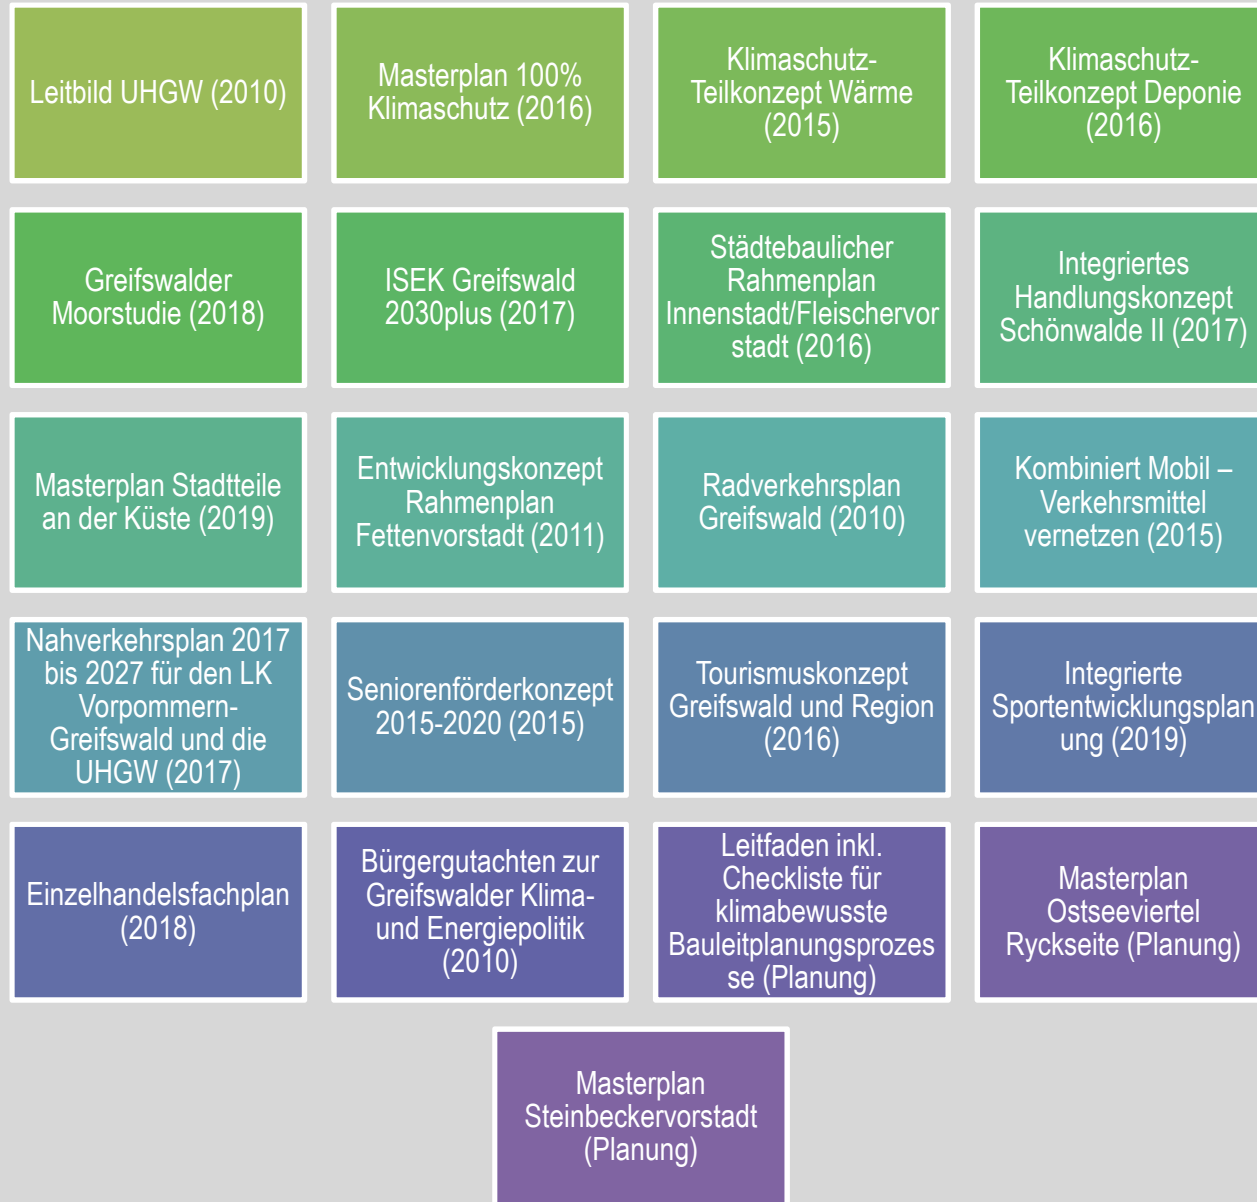 Leitbild UHGW (2010)
Masterplan 100%
Klimaschutz (2016)
Klimaschutz-
Teilkonzept Wärme
(2015)
Klimaschutz-
Teilkonzept Deponie
(2016)
Greifswalder
Moorstudie (2018)
ISEK Greifswald
2030plus (2017)
Städtebaulicher
Rahmenplan
Innenstadt/Fleischervor
stadt (2016)
Integriertes
Handlungskonzept
Schönwalde II (2017)
Masterplan Stadtteile
an der Küste (2019)
Entwicklungskonzept
Rahmenplan
Fettenvorstadt (2011)
Radverkehrsplan
Greifswald (2010)
Kombiniert Mobil –
Verkehrsmittel
vernetzen (2015)
Nahverkehrsplan 2017
bis 2027 für den LK
Vorpommern-
Greifswald und die
UHGW (2017)
Seniorenförderkonzept
2015-2020 (2015)
Tourismuskonzept
Greifswald und Region
(2016)
Integrierte
Sportentwicklungsplan
ung (2019)
Einzelhandelsfachplan
(2018)
Bürgergutachten zur
Greifswalder Klima-
und Energiepolitik
(2010)
Leitfaden inkl.
Checkliste für
klimabewusste
Bauleitplanungsprozes
se (Planung)
Masterplan
Ostseeviertel
Ryckseite (Planung)
Masterplan
Steinbeckervorstadt
(Planung)